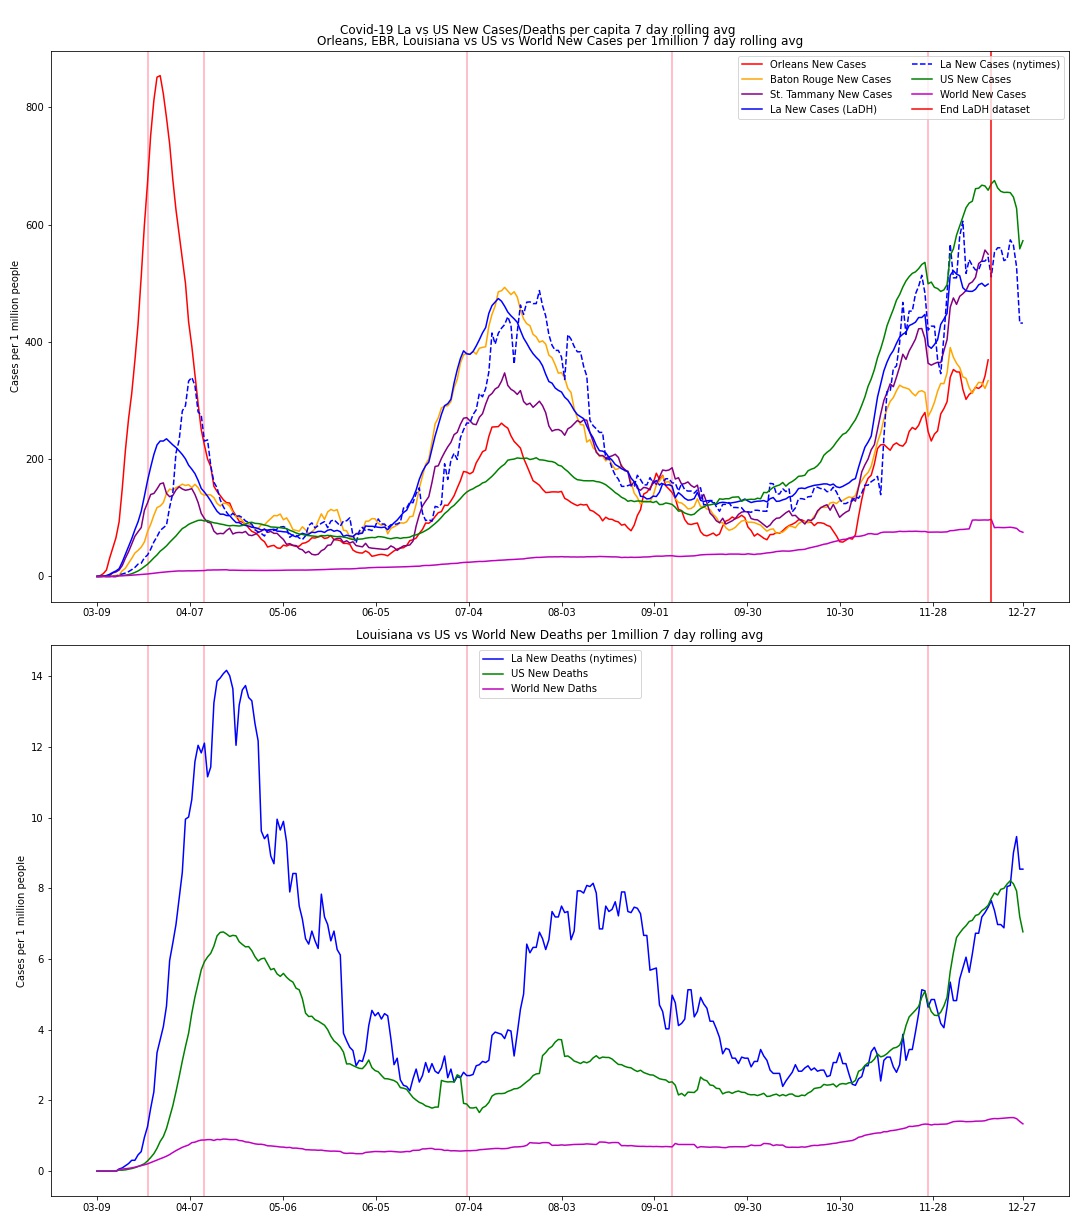 Covid-19 La vs US New Cases/Deaths per capita 7 day rolling avg
Orleans, EBR, Louisiana vs US vs World New Cases per 1million 7 day rolling avg
Orleans New Cases
Baton Rouge New Cases
St. Tammany New Cases
La New Cases (LaDH)
La New Cases (nytimes)
US New Cases
World New Cases
End LaDH dataset
Cases per 1 million people
800
600
400
200
0
03-09 04-07 05-06 06-05 07-04 08-03 09-01 09-30 10-30 11-28 12-27
Louisiana vs US vs World New Deaths per 1million 7 day rolling avg
La New Deaths (nytimes)
US New Deaths
World New Daths
Cases per 1 million people
14
12
10
8
6
4
2
0
03-09 04-07 05-06 06-05 07-04 08-03 09-01 09-30 10-30 11-28 12-27